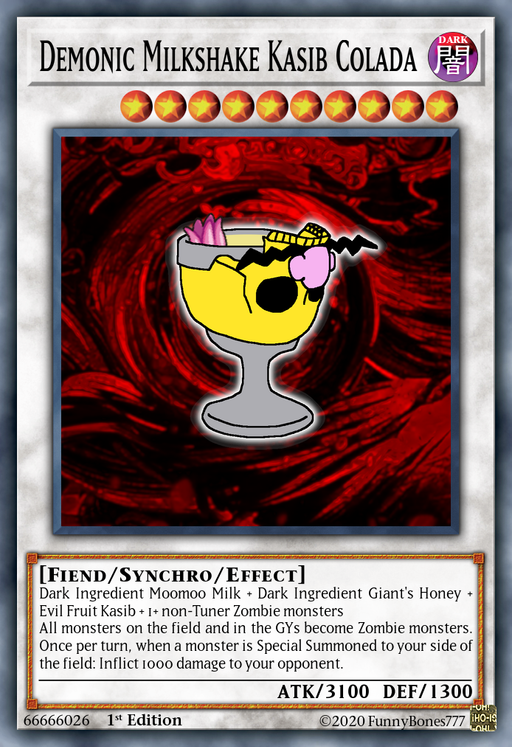 DEMONIC MILKSHAKE KASIB COLADA
DARK
闇
[FIEND/SYNCHRO/EFFECT]
Dark Ingredient Moomoo Milk + Dark Ingredient Giant's Honey +
Evil Fruit Kasib + 1+ non-Tuner Zombie monsters
All monsters on the field and in the GYs become Zombie monsters.
Once per turn, when a monster is Special Summoned to your side of
the field: Inflict 1000 damage to your opponent.
ATK/3100 DEF/1300
66666026 1st Edition ©2020 FunnyBones777